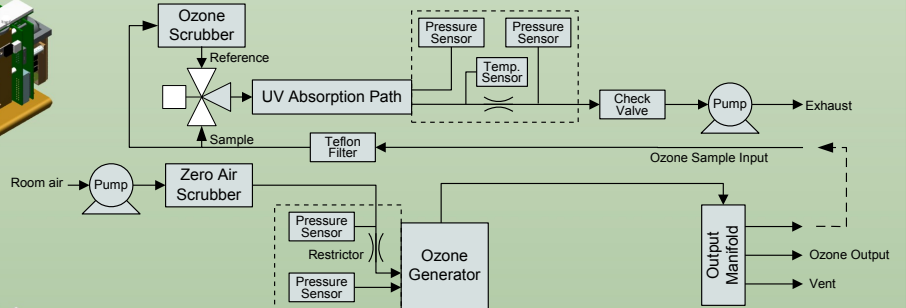 Ozone
Scrubber
Reference
Pressure
Sensor
Pressure
Sensor
Temp.
Sensor
UV Absorption Path
Check
Valve
Pump
Exhaust
Sample
Teflon
Filter
Ozone Sample Input
Room air
Pump
Zero Air
Scrubber
Pressure
Sensor
Restrictor
Pressure
Sensor
Ozone
Generator
Output
Manifold
Ozone Output
Vent